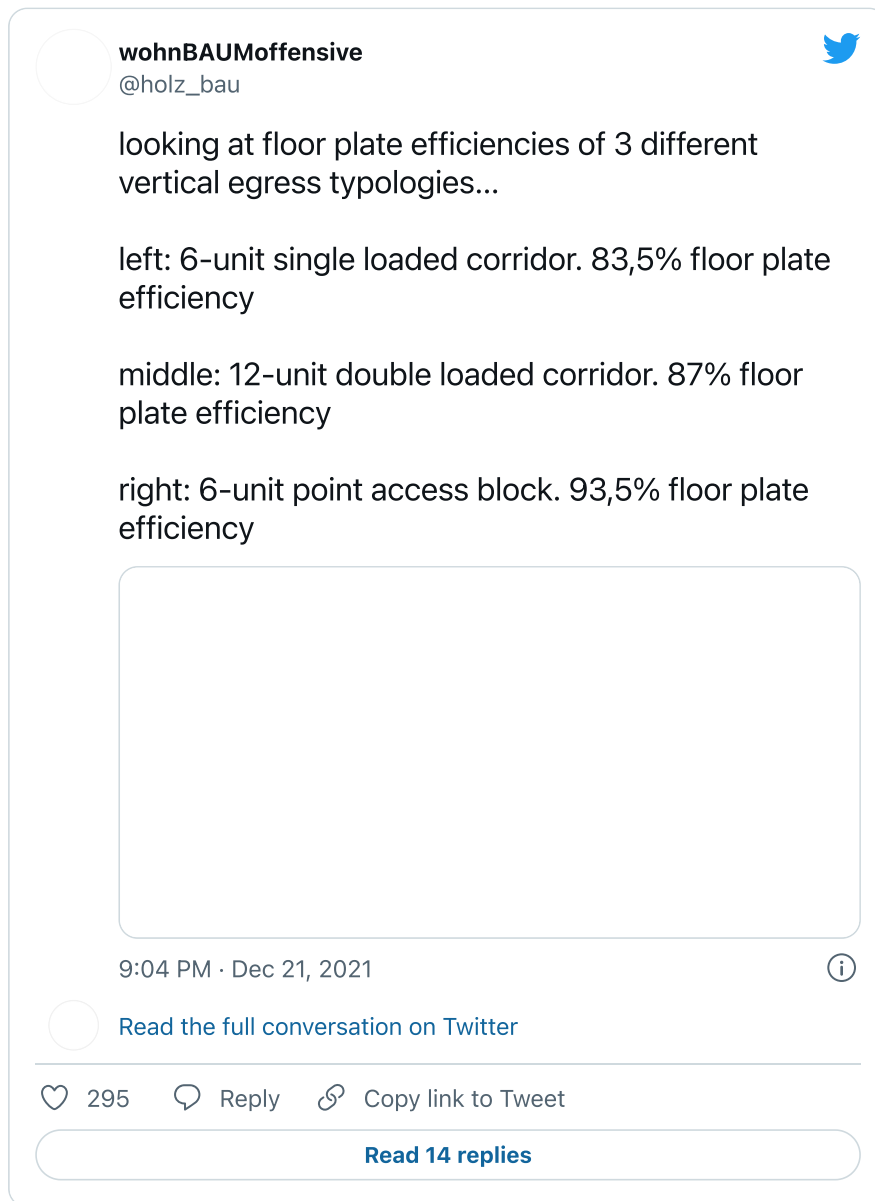 wohnBAUMoffensive
@holz_bau
looking at floor plate efficiencies of 3 different
vertical egress typologies...
left: 6-unit single loaded corridor. 83,5% floor plate
efficiency
middle: 12-unit double loaded corridor. 87% floor
plate efficiency
right: 6-unit point access block. 93,5% floor plate
efficiency
9:04 PM · Dec 21, 2021
Read the full conversation on Twitter
295 Reply Copy link to Tweet
Read 14 replies